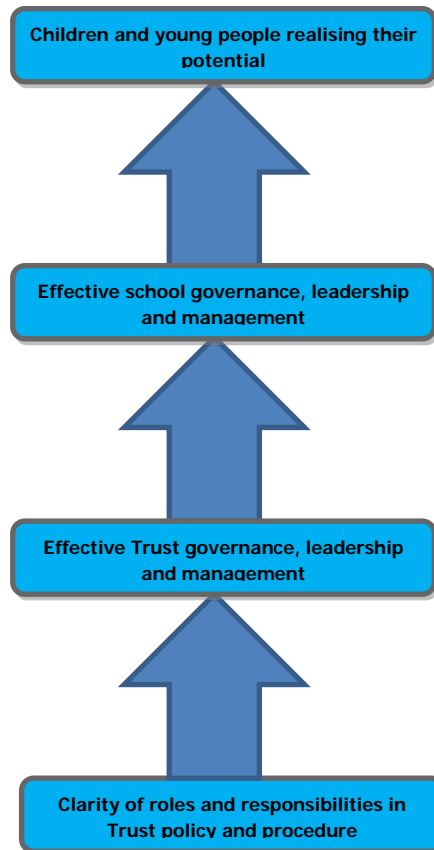 Children and young people realising their
potential
Effective school governance, leadership
and management
Effective Trust governance, leadership
and management
Clarity of roles and responsibilities in
Trust policy and procedure